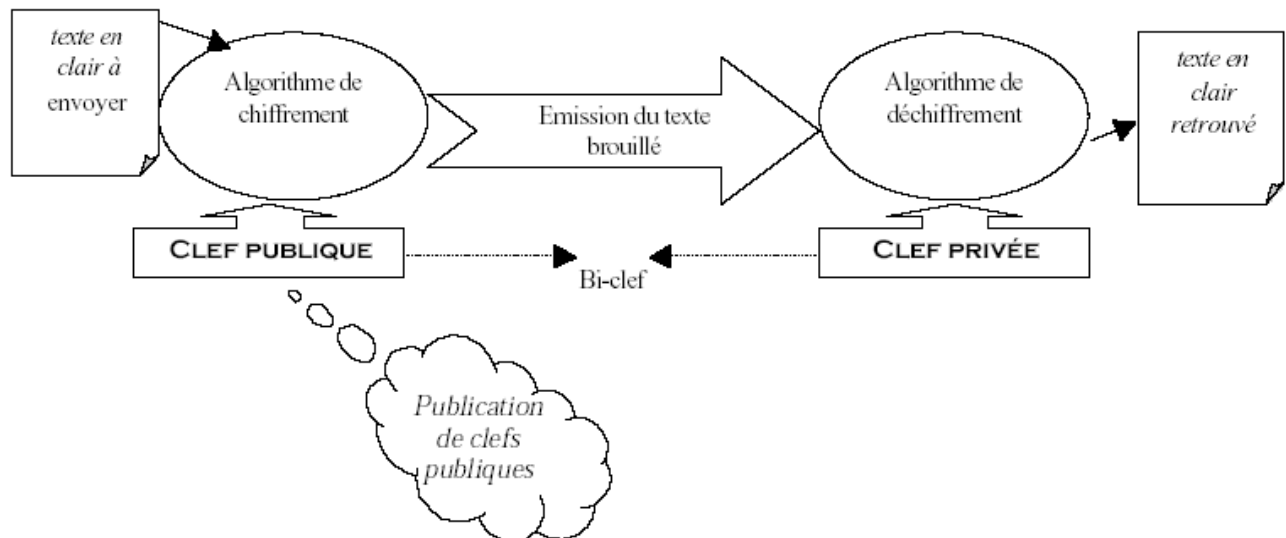 texte en
clair à
envoyer
Algorithme de
chiffrement
Emission du texte
brouillé
Algorithme de
déchiffrement
texte en
clair
retrouvé
CLEF PUBLIQUE
Bi-clef
CLEF PRIVÉE
Publication
de clefs
publiques